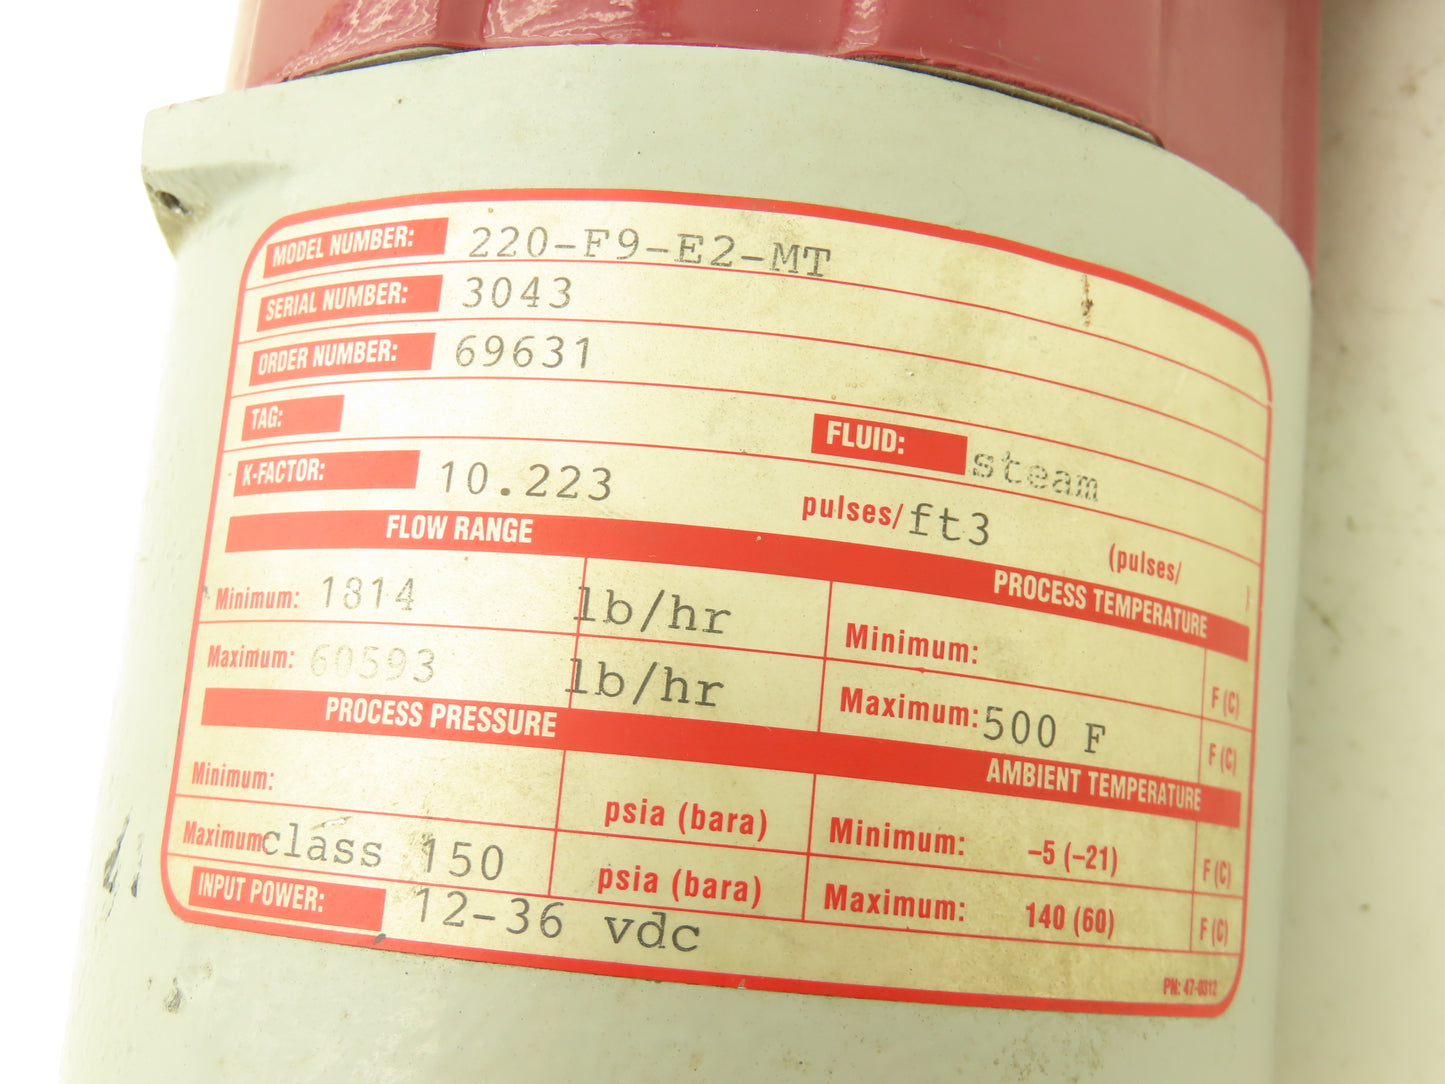 MODEL NUMBER: 220-F9-E2-MT
SERIAL NUMBER: 3043
ORDER NUMBER: 69631
TAG:
FLUID: steam
K-FACTOR: 10.223 pulses/ft3 (pulses/ )
FLOW RANGE
PROCESS TEMPERATURE
Minimum: 1814 lb/hr
Minimum: F (C)
Maximum: 60593 lb/hr
Maximum: 500 F F (C)
PROCESS PRESSURE
AMBIENT TEMPERATURE
Minimum: psia (bara)
Minimum: -5 (-21) F (C)
Maximum class 150 psia (bara)
Maximum: 140 (60) F (C)
INPUT POWER: 12-36 vdc
PN: 47-0312